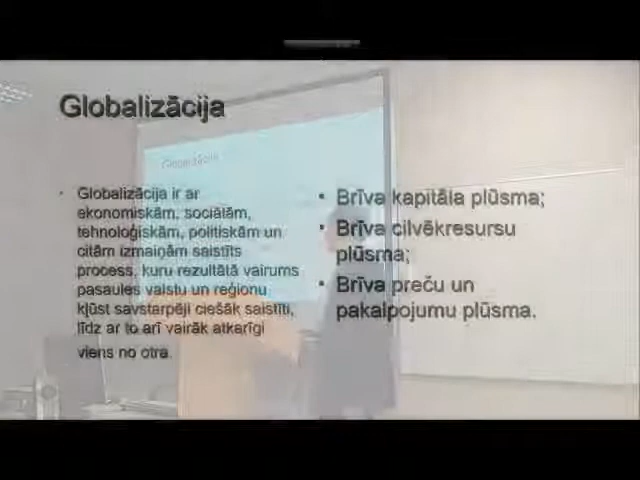 Globalizācija
Globalizācija ir ar
ekonomiskām, sociālām,
tehnoloģiskām, politiskām un
citām izmaiņām saistīts
process, kuru rezultātā vairums
pasaules valstu un reģionu
kļūst savstarpēji ciešāk saistīti,
līdz ar to arī vairāk atkarīgi
viens no otra.
• Brīva kapitāla plūsma;
• Brīva cilvēkresursu
plūsma;
• Brīva preču un
pakalpojumu plūsma.